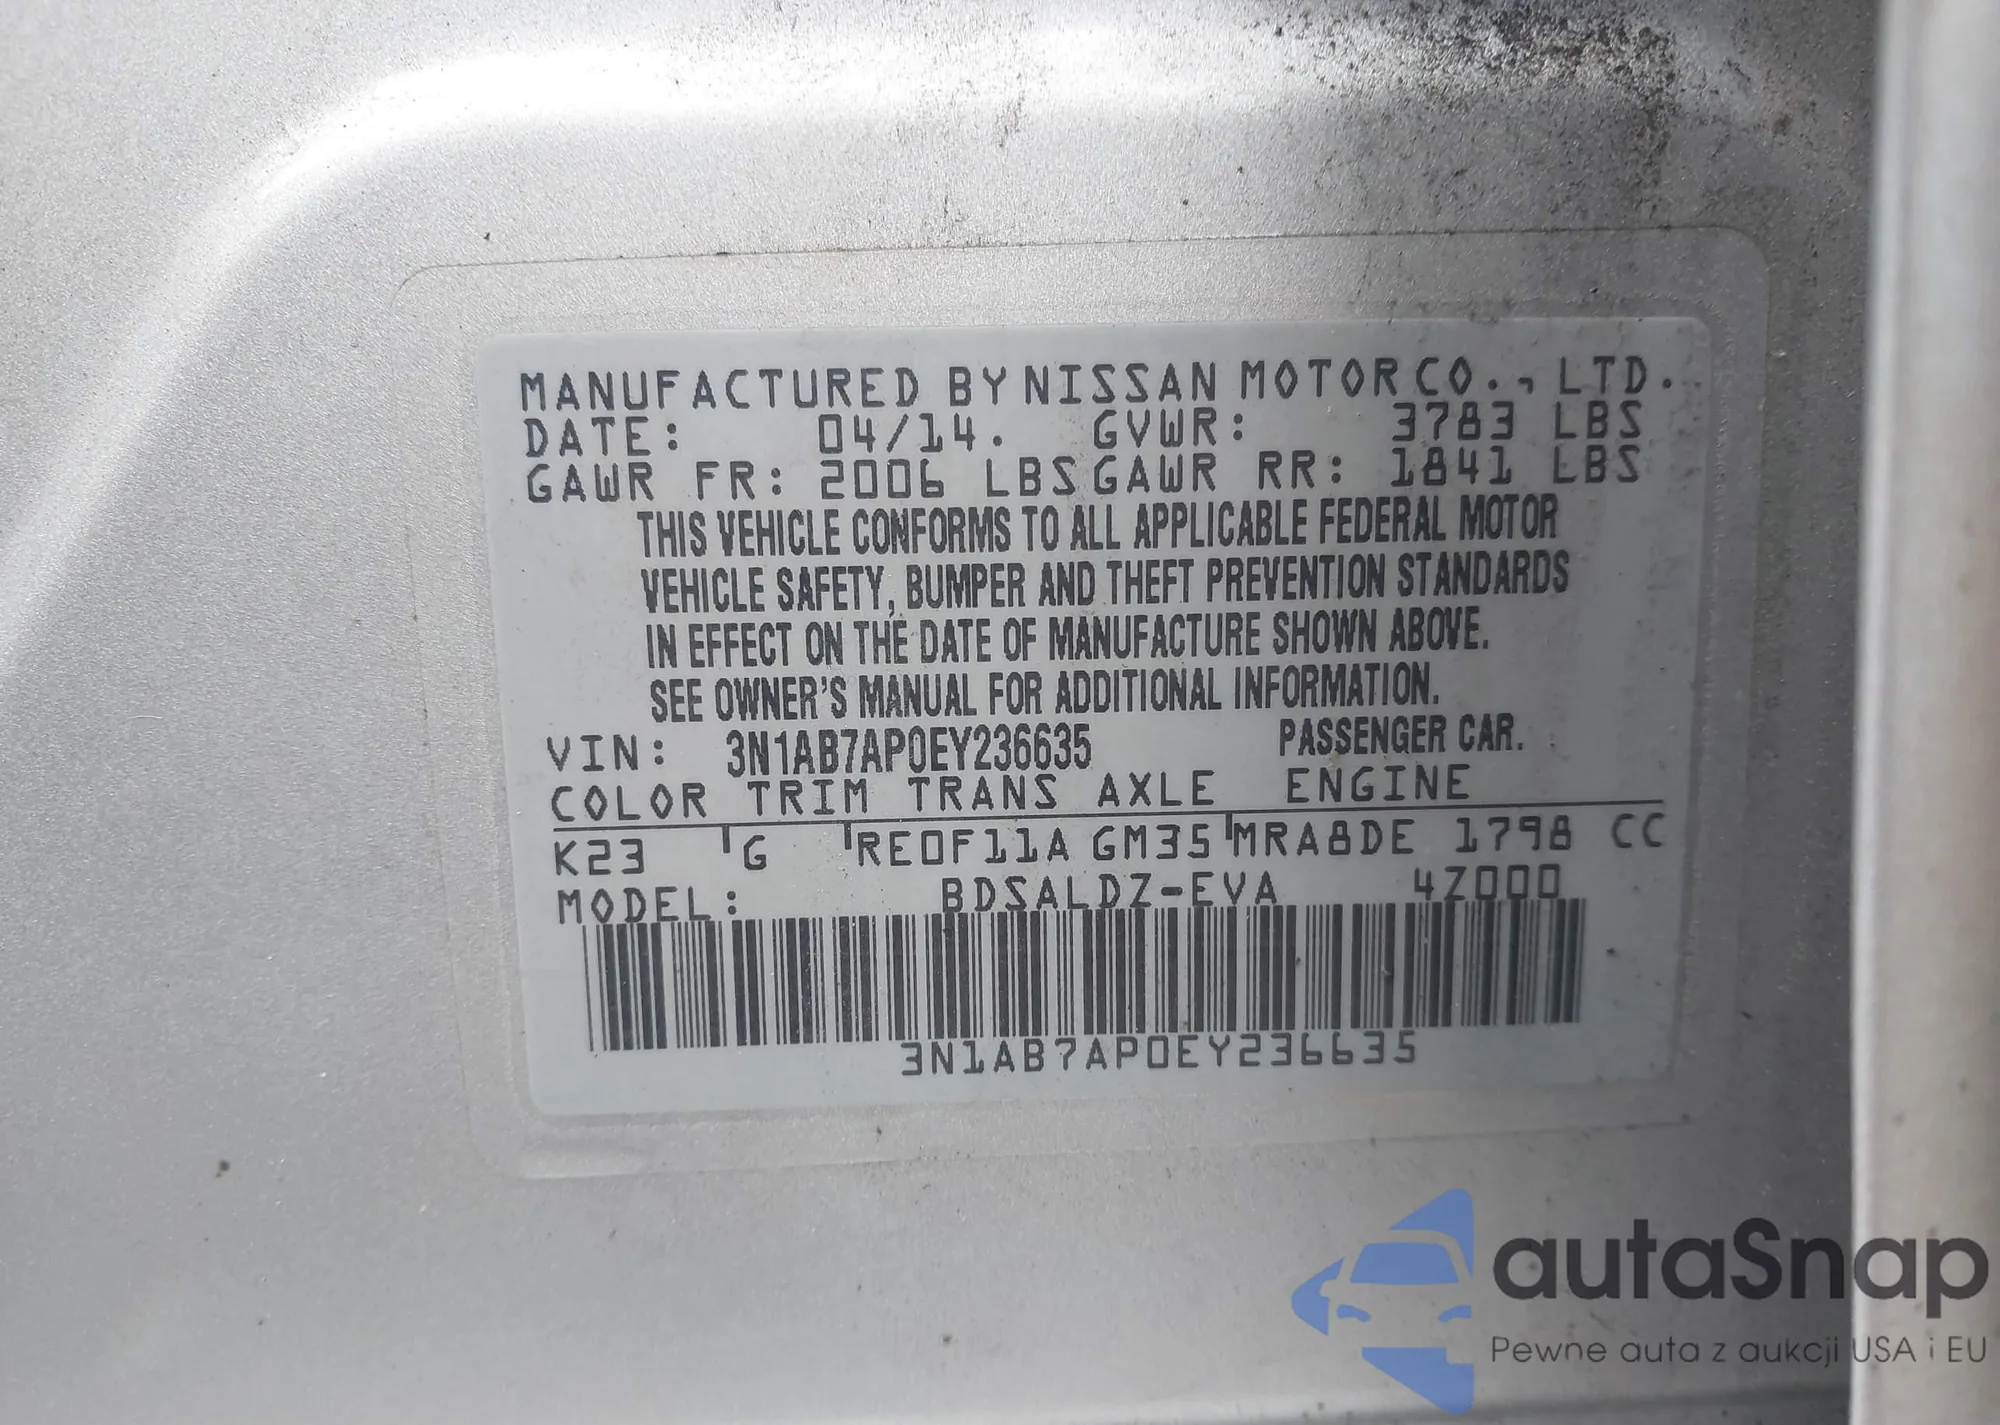 MANUFACTURED BY NISSAN MOTOR CO., LTD.
DATE: 04/14. GVWR: 3783 LBS
GAWR FR: 2006 LBS GAWR RR: 1841 LBS
THIS VEHICLE CONFORMS TO ALL APPLICABLE FEDERAL MOTOR
VEHICLE SAFETY, BUMPER AND THEFT PREVENTION STANDARDS
IN EFFECT ON THE DATE OF MANUFACTURE SHOWN ABOVE.
SEE OWNER'S MANUAL FOR ADDITIONAL INFORMATION.
VIN: 3N1AB7AP0EY236635 PASSENGER CAR.
COLOR TRIM TRANS AXLE ENGINE
K23 G RE0F11A GM35 MRA8DE 1798 CC
MODEL: BDSALDZ-EVA 4Z000
3N1AB7AP0EY236635
autaSnap
Pewne auta z aukcji USA i EU